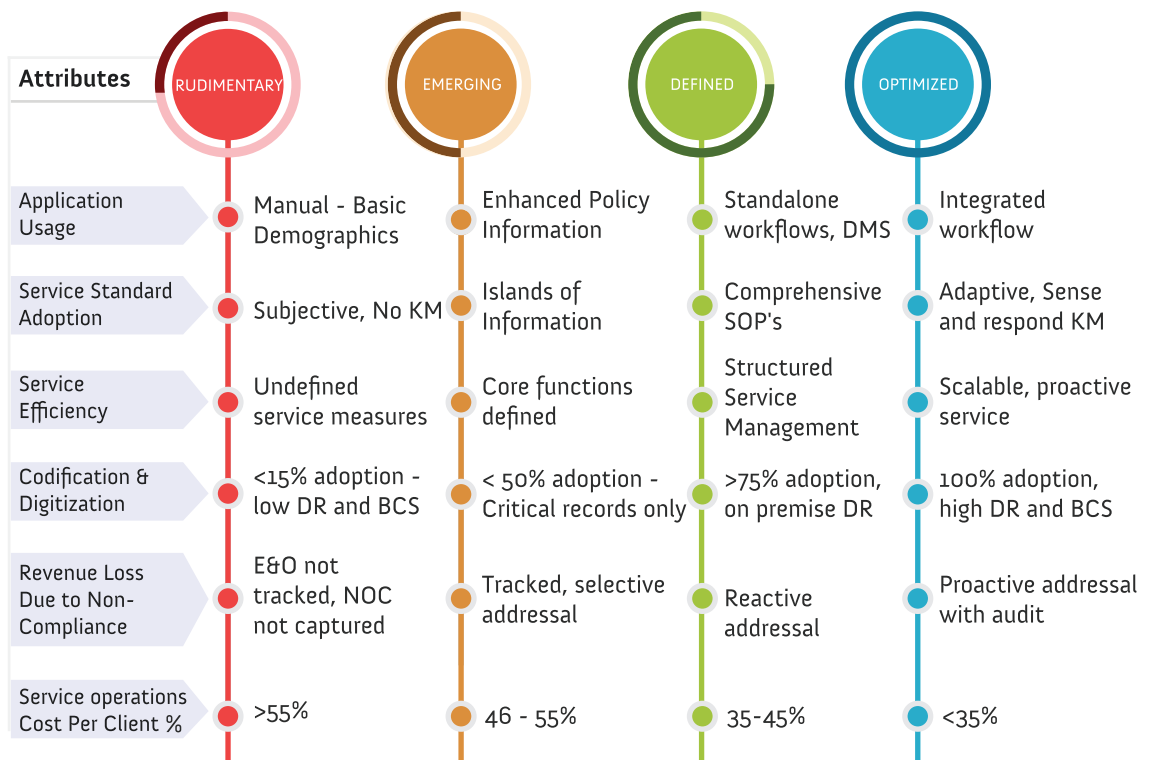 Attributes
RUDIMENTARY
EMERGING
DEFINED
OPTIMIZED
Application
Usage
Manual - Basic
Demographics
Enhanced Policy
Information
Standalone
workflows, DMS
Integrated
workflow
Service Standard
Adoption
Subjective, No KM
Islands of
Information
Comprehensive
SOP's
Adaptive, Sense
and respond KM
Service
Efficiency
Undefined
service measures
Core functions
defined
Structured
Service
Management
Scalable, proactive
service
Codification &
Digitization
<15% adoption -
low DR and BCS
< 50% adoption -
Critical records only
>75% adoption,
on premise DR
100% adoption,
high DR and BCS
Revenue Loss
Due to Non-
Compliance
E&O not
tracked, NOC
not captured
Tracked, selective
addressal
Reactive
addressal
Proactive addressal
with audit
Service operations
Cost Per Client %
>55%
46 - 55%
35-45%
<35%